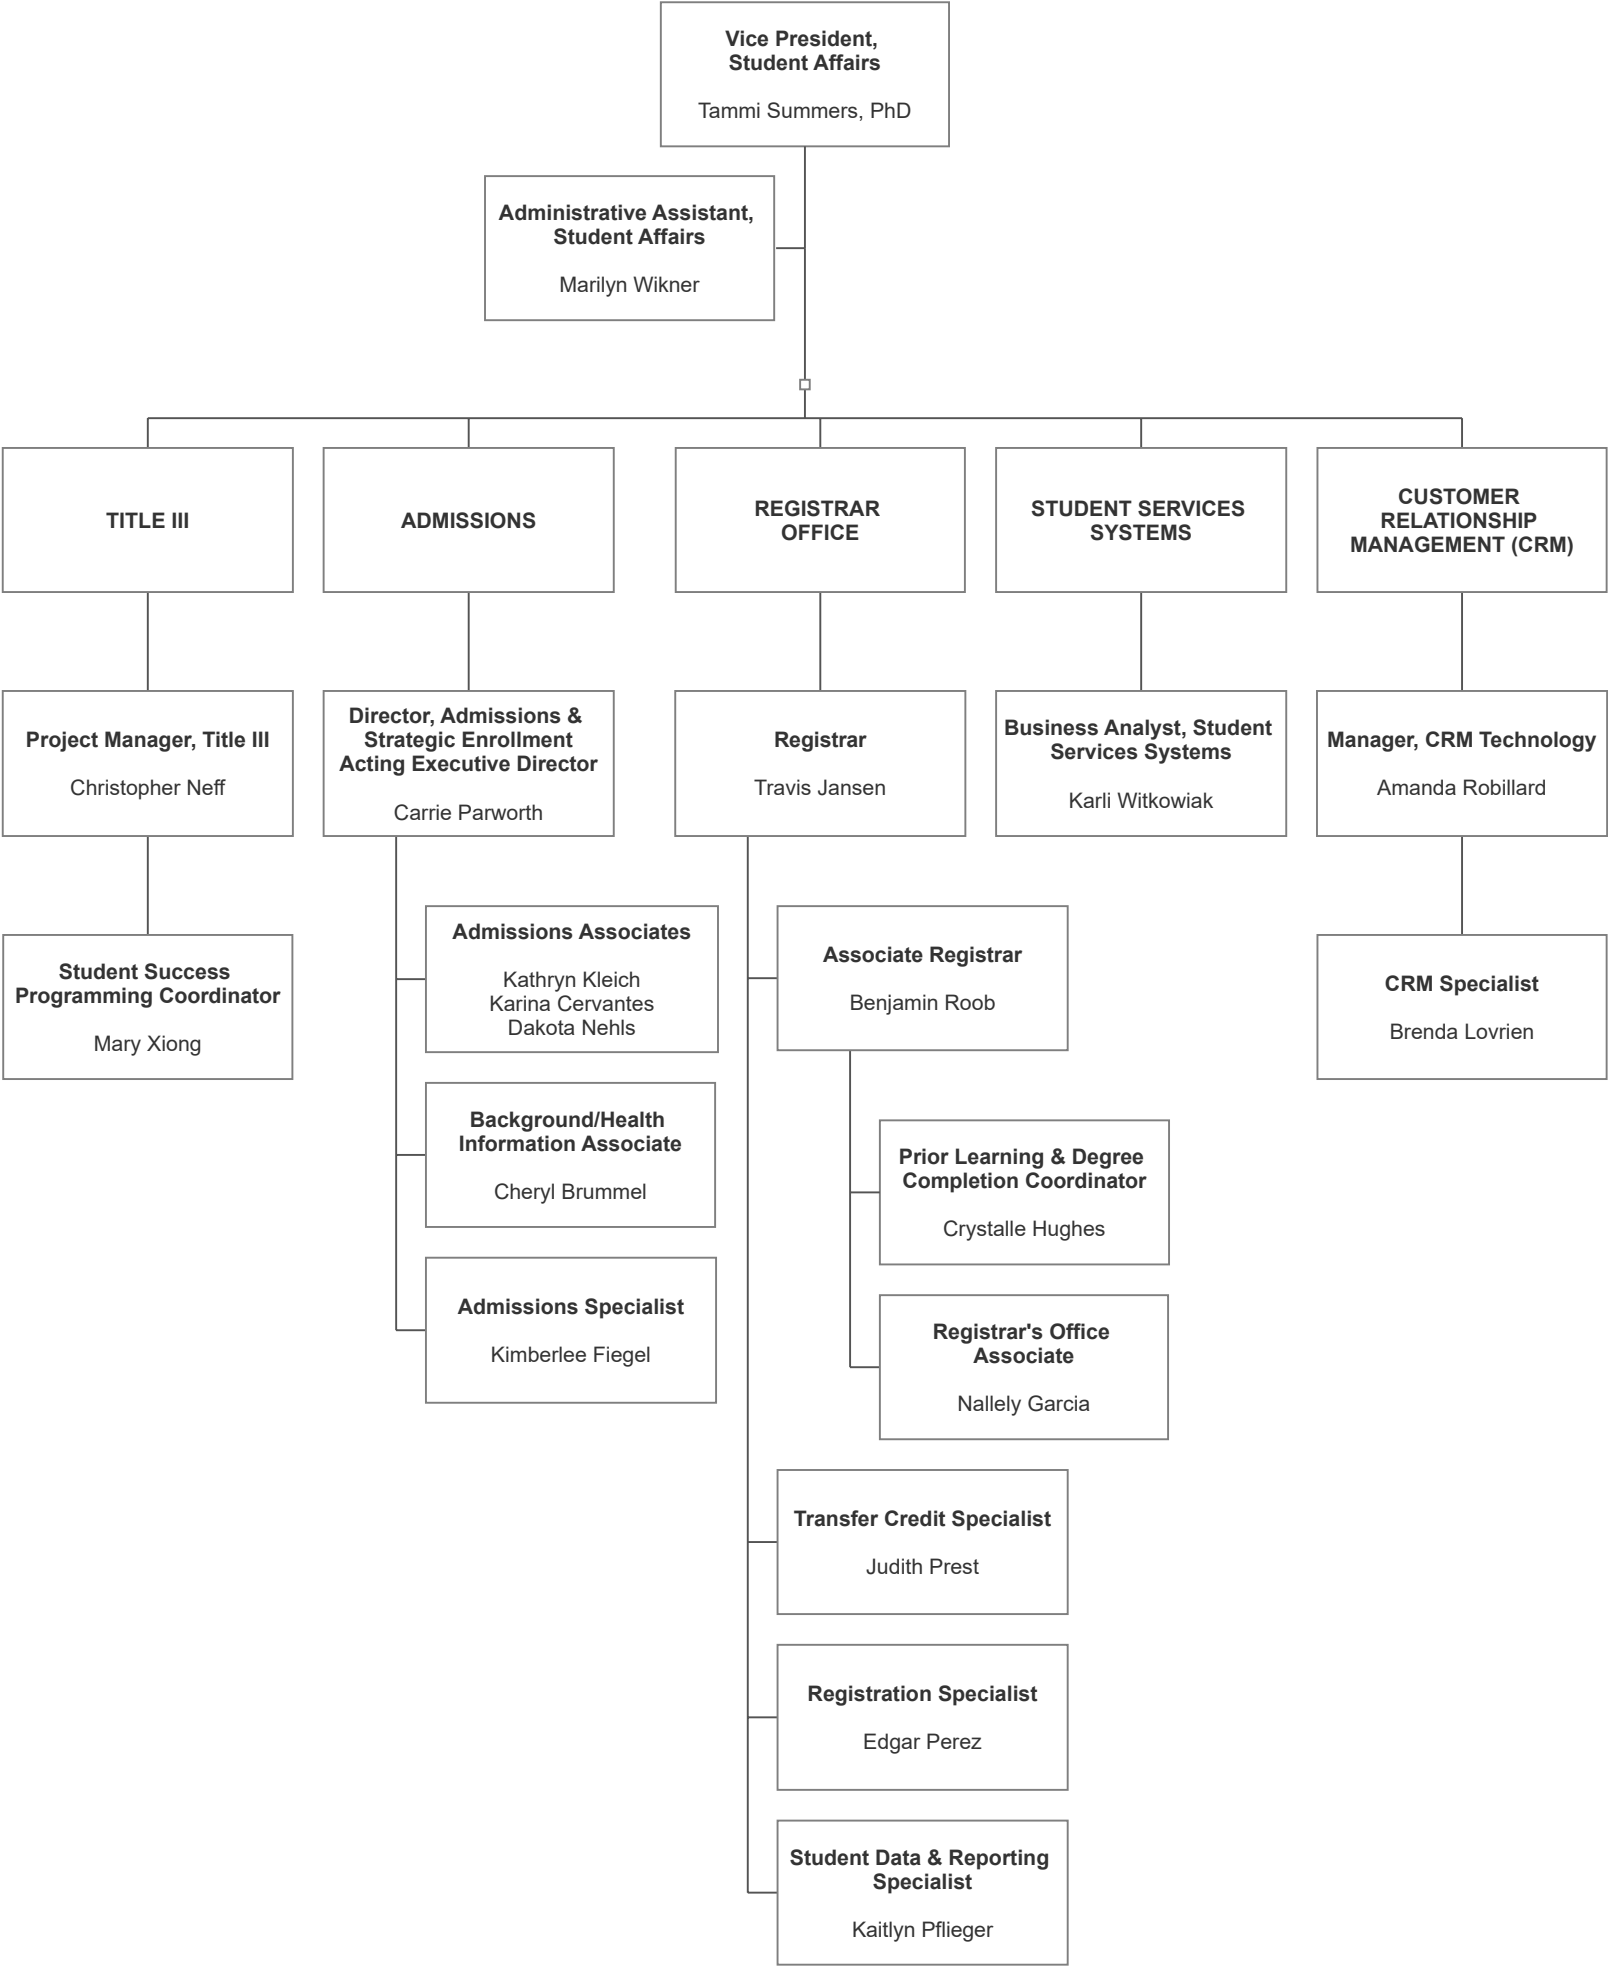 Vice President,
Student Affairs
Tammi Summers, PhD
Administrative Assistant,
Student Affairs
Marilyn Wikner
TITLE III
ADMISSIONS
REGISTRAR
OFFICE
STUDENT SERVICES
SYSTEMS
CUSTOMER
RELATIONSHIP
MANAGEMENT (CRM)
Project Manager, Title III
Christopher Neff
Director, Admissions &
Strategic Enrollment
Acting Executive Director
Carrie Parworth
Registrar
Travis Jansen
Business Analyst, Student
Services Systems
Karli Witkowiak
Manager, CRM Technology
Amanda Robillard
Student Success
Programming Coordinator
Mary Xiong
Admissions Associates
Kathryn Kleich
Karina Cervantes
Dakota Nehls
Background/Health
Information Associate
Cheryl Brummel
Admissions Specialist
Kimberlee Fiegel
Associate Registrar
Benjamin Roob
Prior Learning & Degree
Completion Coordinator
Crystalle Hughes
Registrar's Office
Associate
Nallely Garcia
Transfer Credit Specialist
Judith Prest
Registration Specialist
Edgar Perez
Student Data & Reporting
Specialist
Kaitlyn Pflieger
CRM Specialist
Brenda Lovrien